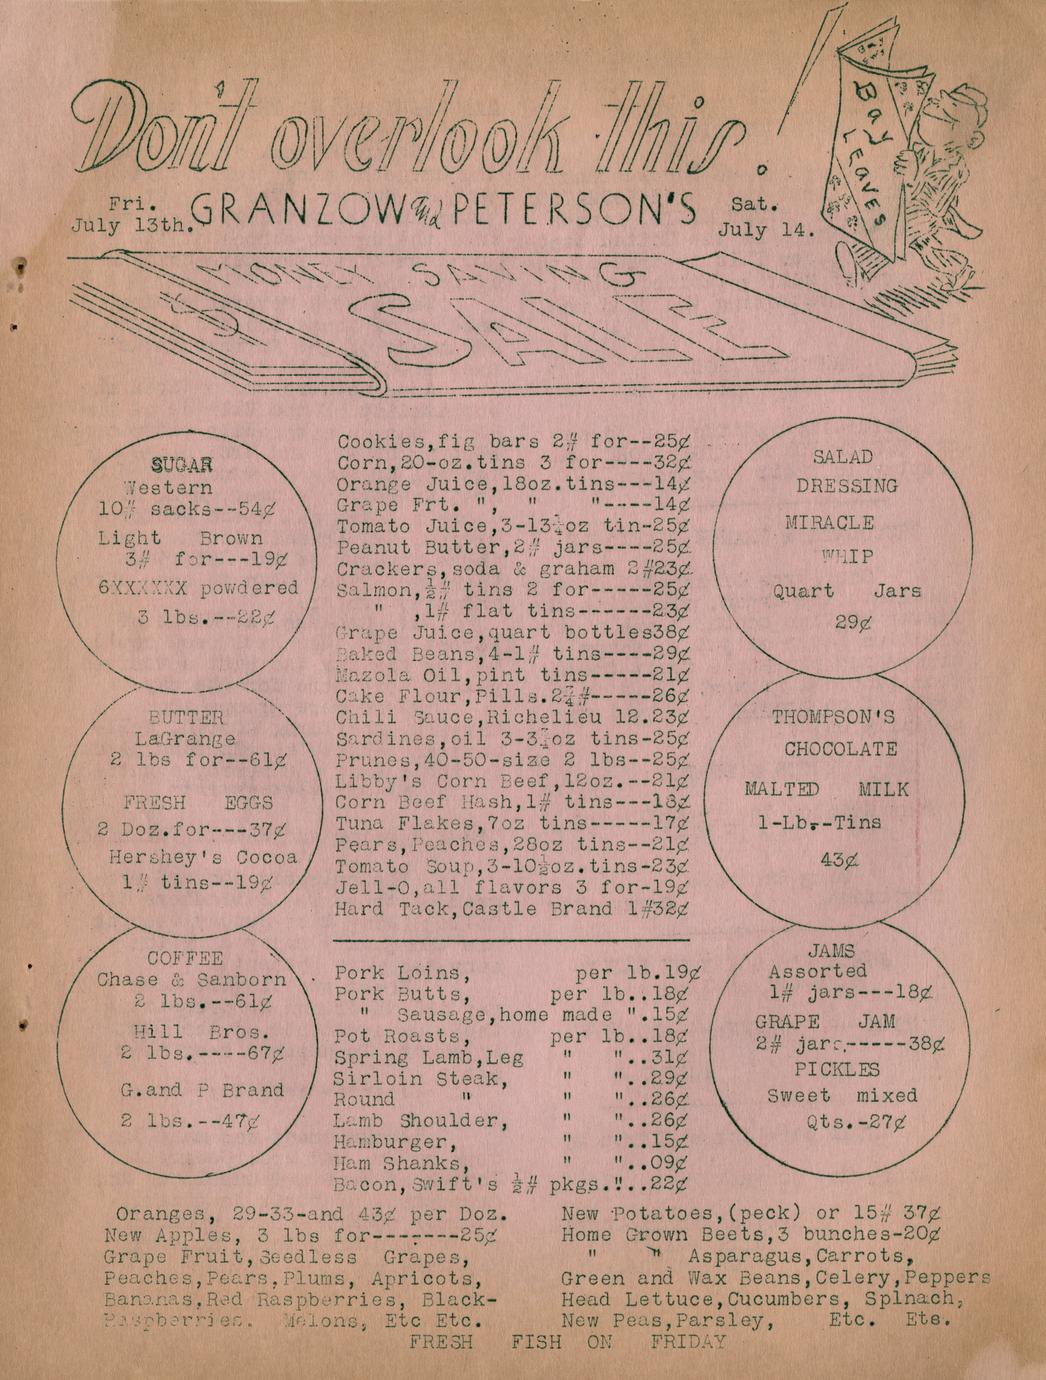 Don't overlook this!
Bay
Leaves
Fri.
July 13th.
GRANZOW and PETERSON'S
Sat.
July 14.
MONEY SAVING
SALE
SUGAR
Western
10# sacks--54¢
Light Brown
3# for---19¢
6XXXXXX powdered
3 lbs.--22¢
BUTTER
LaGrange
2 lbs for--61¢
FRESH EGGS
2 Doz.for---37¢
Hershey's Cocoa
1# tins--19¢
COFFEE
Chase & Sanborn
2 lbs.--61¢
Hill Bros.
2 lbs.----67¢
G.and P Brand
2 lbs.--47¢
Cookies,fig bars 2# for--25¢
Corn,20-oz.tins 3 for----32¢
Orange Juice,18oz.tins---14¢
Grape Frt. ", " "-----14¢
Tomato Juice,3-13½oz tin-25¢
Peanut Butter,2# jars----25¢
Crackers,soda & graham 2#23¢
Salmon,½# tins 2 for-----25¢
" ,1# flat tins------23¢
Grape Juice,quart bottles38¢
Baked Beans,4-1# tins----29¢
Mazola Oil,pint tins-----21¢
Cake Flour,Pills.2¾#-----26¢
Chili Sauce,Richelieu 12.23¢
Sardines,oil tins-25¢
Prunes,40-50-size 2 lbs--25¢
Libby's Corn Beef,12oz.--21¢
Corn Beef Hash,1# tins---18¢
Tuna Flakes,7oz tins-----17¢
Pears,Peaches,28oz tins--21¢
Tomato Soup,3-10½oz.tins-23¢
Jell-O,all flavors 3 for-19¢
Hard Tack,Castle Brand 1#32¢
Pork Loins, per lb.19¢
Pork Butts, per lb..18¢
" Sausage,home made ".15¢
Pot Roasts, per lb..18¢
Spring Lamb,Leg " "..31¢
Sirloin Steak, " "..29¢
Round " " "..26¢
Lamb Shoulder, " "..26¢
Hamburger, " "..15¢
Ham Shanks, " "..09¢
Bacon,Swift's ½# pkgs."..22¢
SALAD
DRESSING
MIRACLE
WHIP
Quart Jars
29¢
THOMPSON'S
CHOCOLATE
MALTED MILK
1-Lb.-Tins
43¢
JAMS
Assorted
1# jars---18¢
GRAPE JAM
2# jars.-----38¢
PICKLES
Sweet mixed
Qts.-27¢
Oranges, 29-33-and 43¢ per Doz.
New Apples, 3 lbs for-------25¢
Grape Fruit,Seedless Grapes,
Peaches,Pears,Plums, Apricots,
Bananas,Red Raspberries, Black-
Raspberries. Melons, Etc Etc.
New Potatoes,(peck) or 15# 37¢
Home Grown Beets,3 bunches-20¢
" " Asparagus,Carrots,
Green and Wax Beans,Celery,Peppers
Head Lettuce,Cucumbers, Spinach,
New Peas,Parsley, Etc. Ete.
FRESH FISH ON FRIDAY